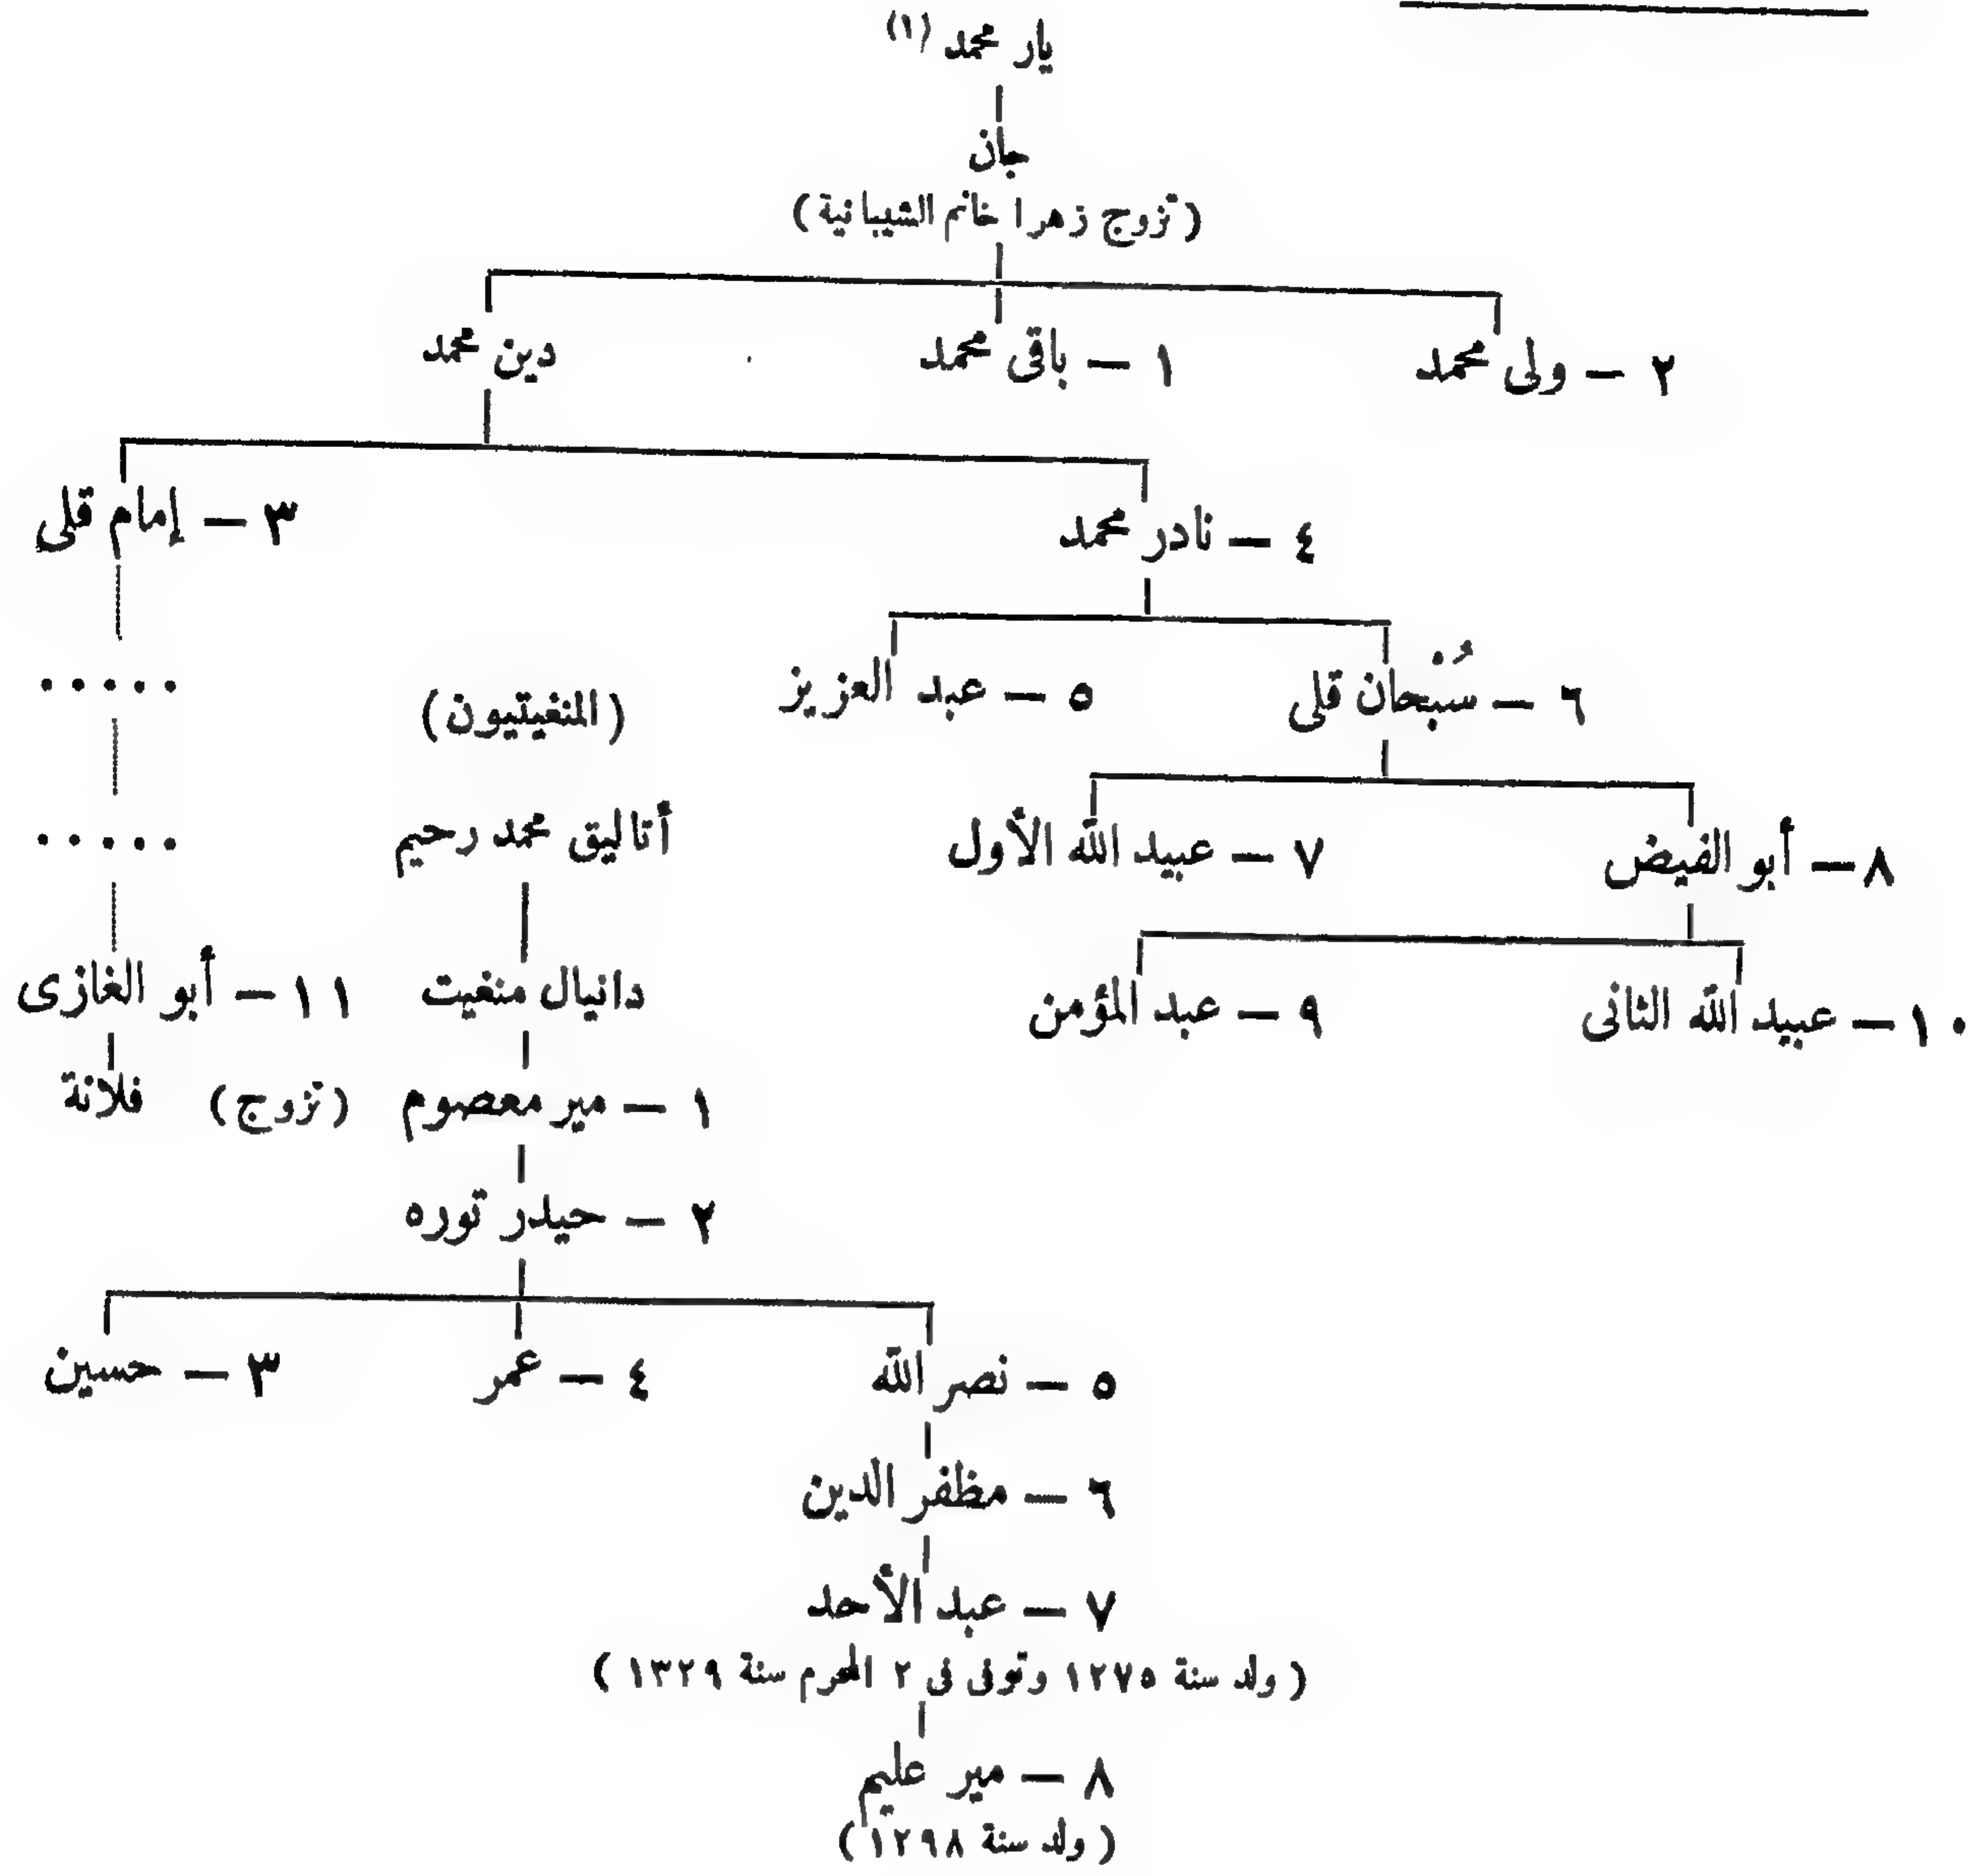 يار محمد (١)
جان
(تزوج زهرا خانم الشيبانية)
٢ — ولى محمد
١ — باقى محمد
دين محمد
٤ — نادر محمد
٣ — إمام قلى
٦ — سُبْحان قلى
٥ — عبد العزيز
.....
(المنغيتيون)
٨ — أبو الفيض
٧ — عبيد الله الأول
أتاليق محمد رحيم
.....
١٠ — عبيد الله الثانى
٩ — عبد المؤمن
دانيال منغيت
١١ — أبو الغازى
١ — مير معصوم (تزوج) فلانة
٢ — حيدر توره
٥ — نصر الله
٤ — عمر
٣ — حسين
٦ — مظفر الدين
٧ — عبد الأحد
(ولد سنة ١٢٧٥ وتوفى فى ٢ المحرم سنة ١٣٢٩)
٨ — مير عليم
(ولد سنة ١٢٩٨)